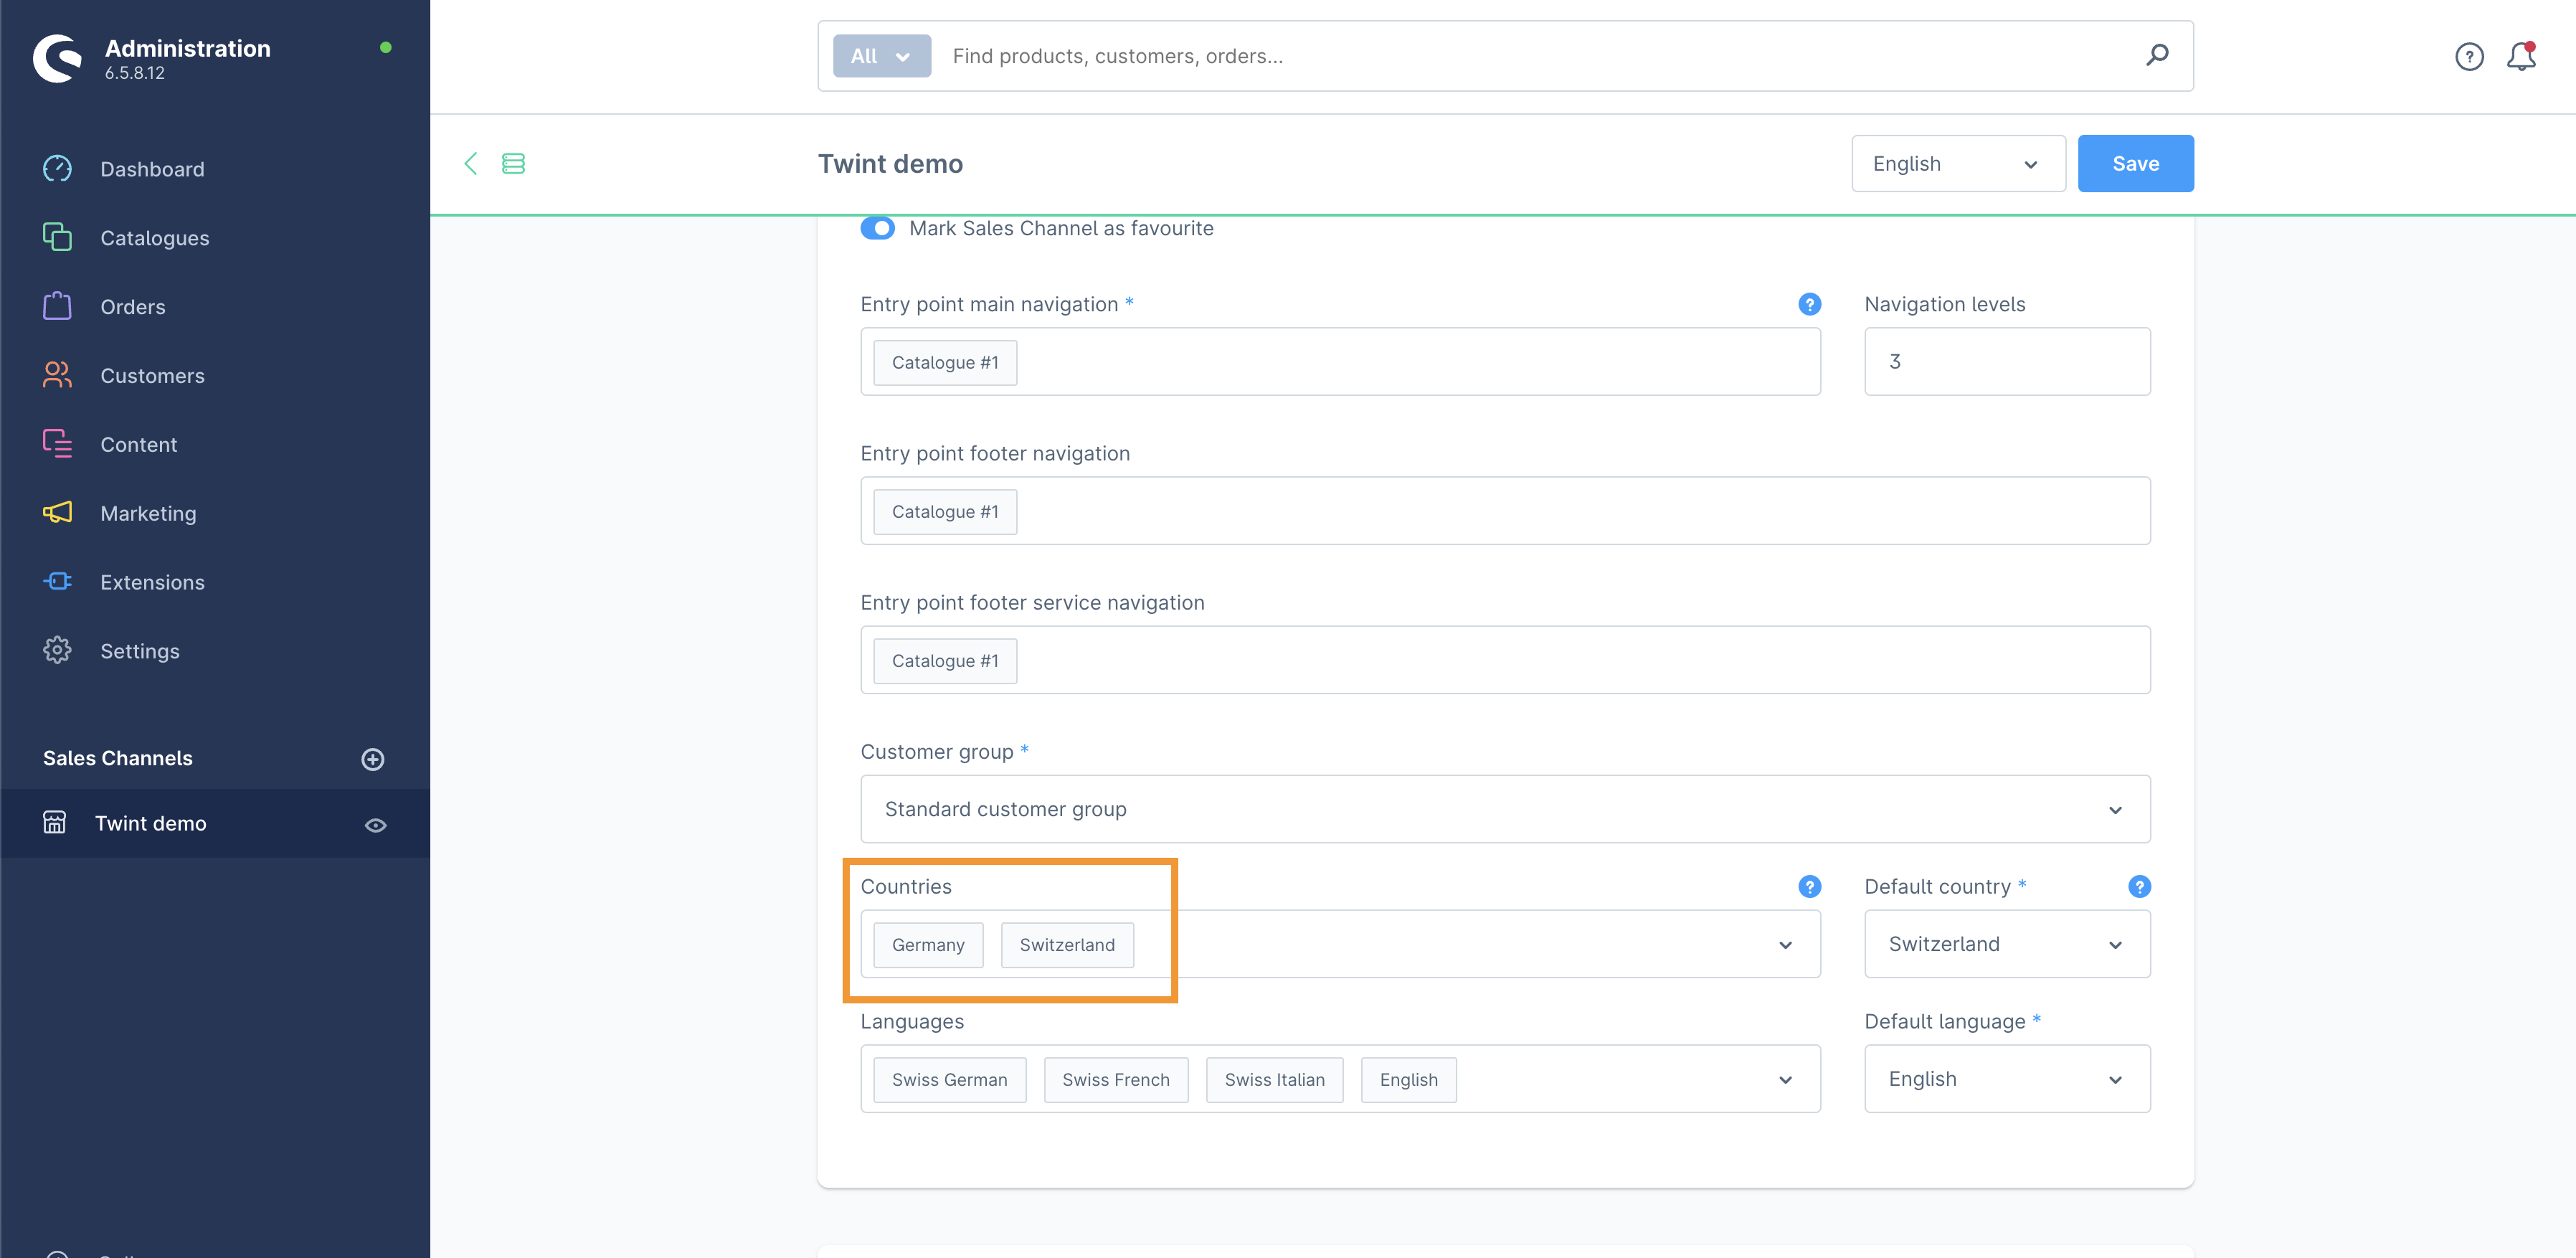 Administration
6.5.8.12
All
Find products, customers, orders...
Dashboard
Catalogues
Orders
Customers
Content
Marketing
Extensions
Settings
Sales Channels
Twint demo
Twint demo
English
Save
Mark Sales Channel as favourite
Entry point main navigation *
Navigation levels
Catalogue #1
3
Entry point footer navigation
Catalogue #1
Entry point footer service navigation
Catalogue #1
Customer group *
Standard customer group
Countries
Default country *
Germany Switzerland
Switzerland
Languages
Default language *
Swiss German Swiss French Swiss Italian English
English